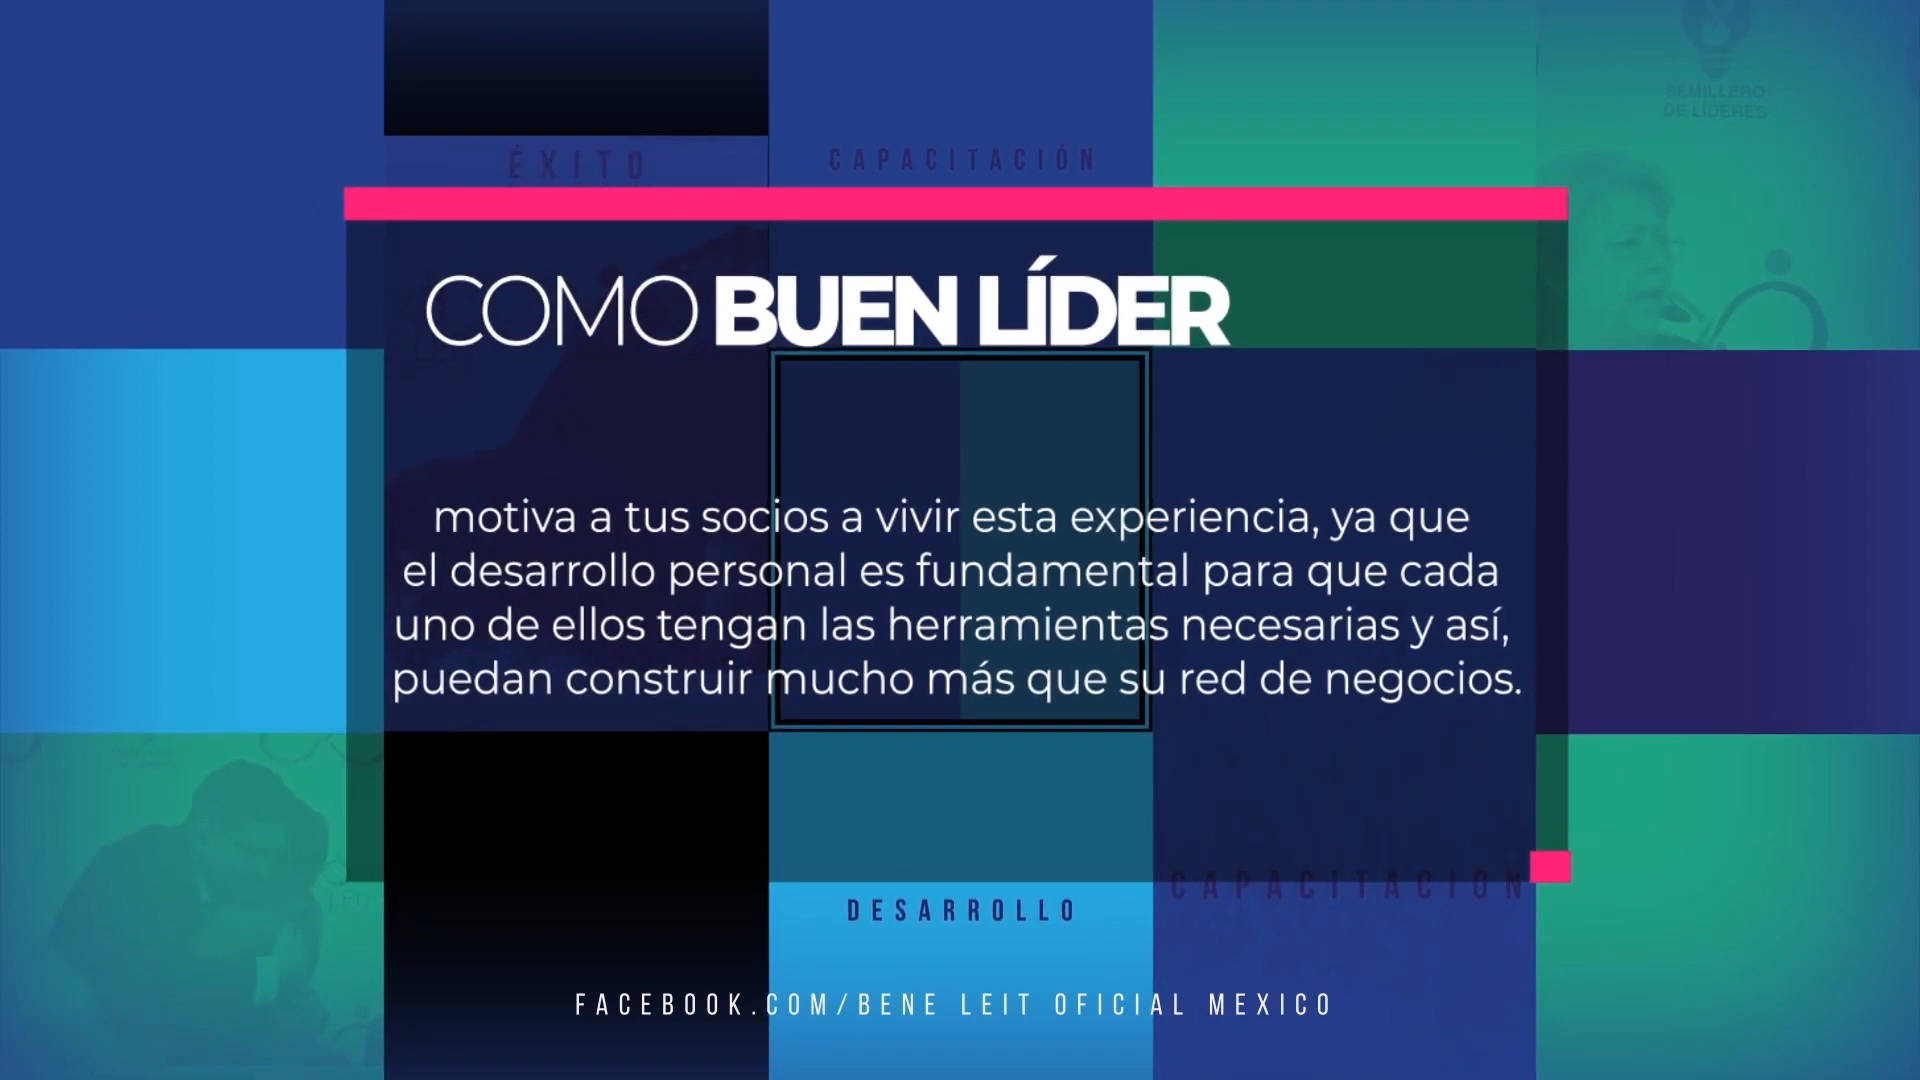 SEMILLERO
DE LÍDERES
ÉXITO
CAPACITACIÓN
COMO BUEN LÍDER
motiva a tus socios a vivir esta experiencia, ya que
el desarrollo personal es fundamental para que cada
uno de ellos tengan las herramientas necesarias y así,
puedan construir mucho más que su red de negocios.
CAPACITACIÓN
DESARROLLO
FACEBOOK.COM/BENE LEIT OFICIAL MEXICO